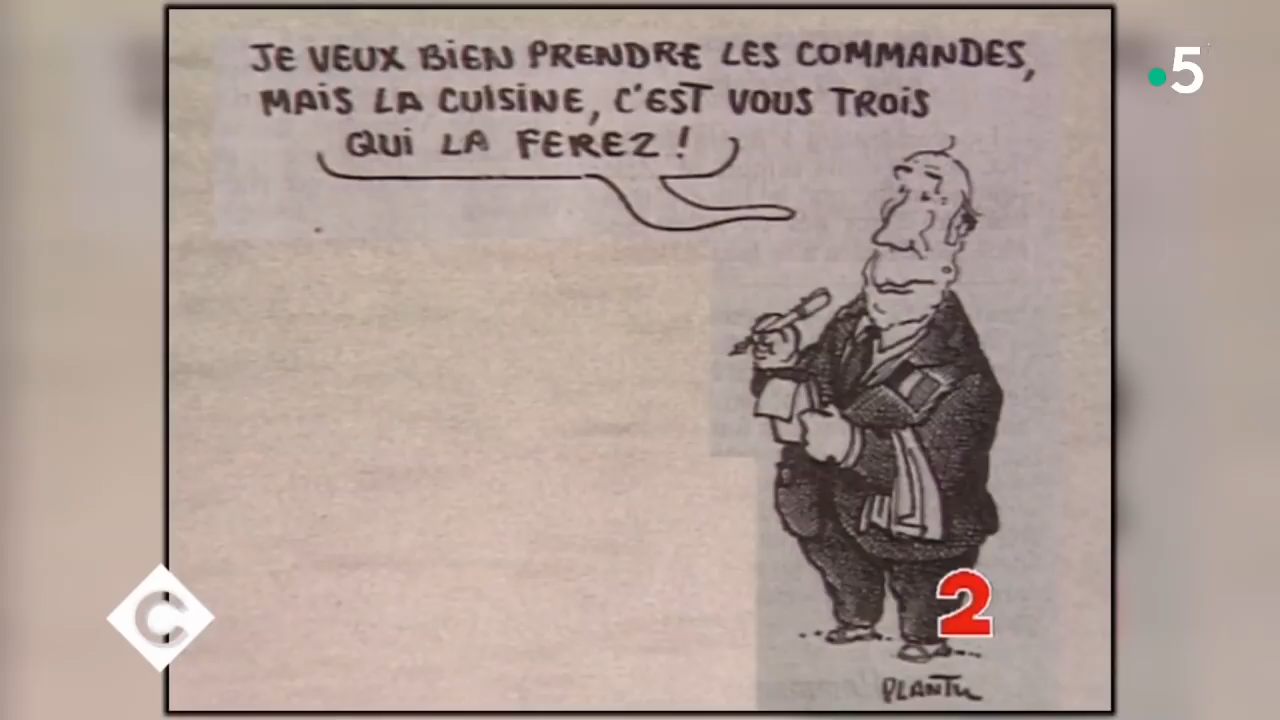 JE VEUX BIEN PRENDRE LES COMMANDES,
MAIS LA CUISINE, C'EST VOUS TROIS
QUI LA FEREZ !
5
C
2
PLANTU